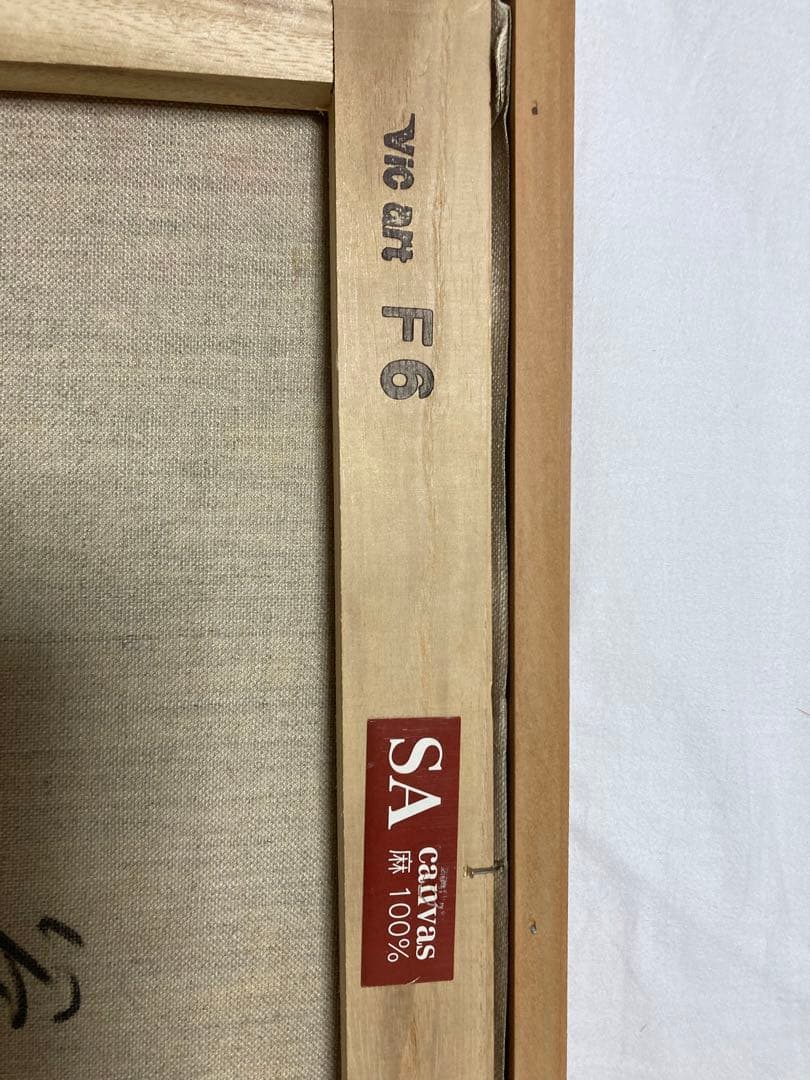 Vic art F6
SA canvas
麻 100%